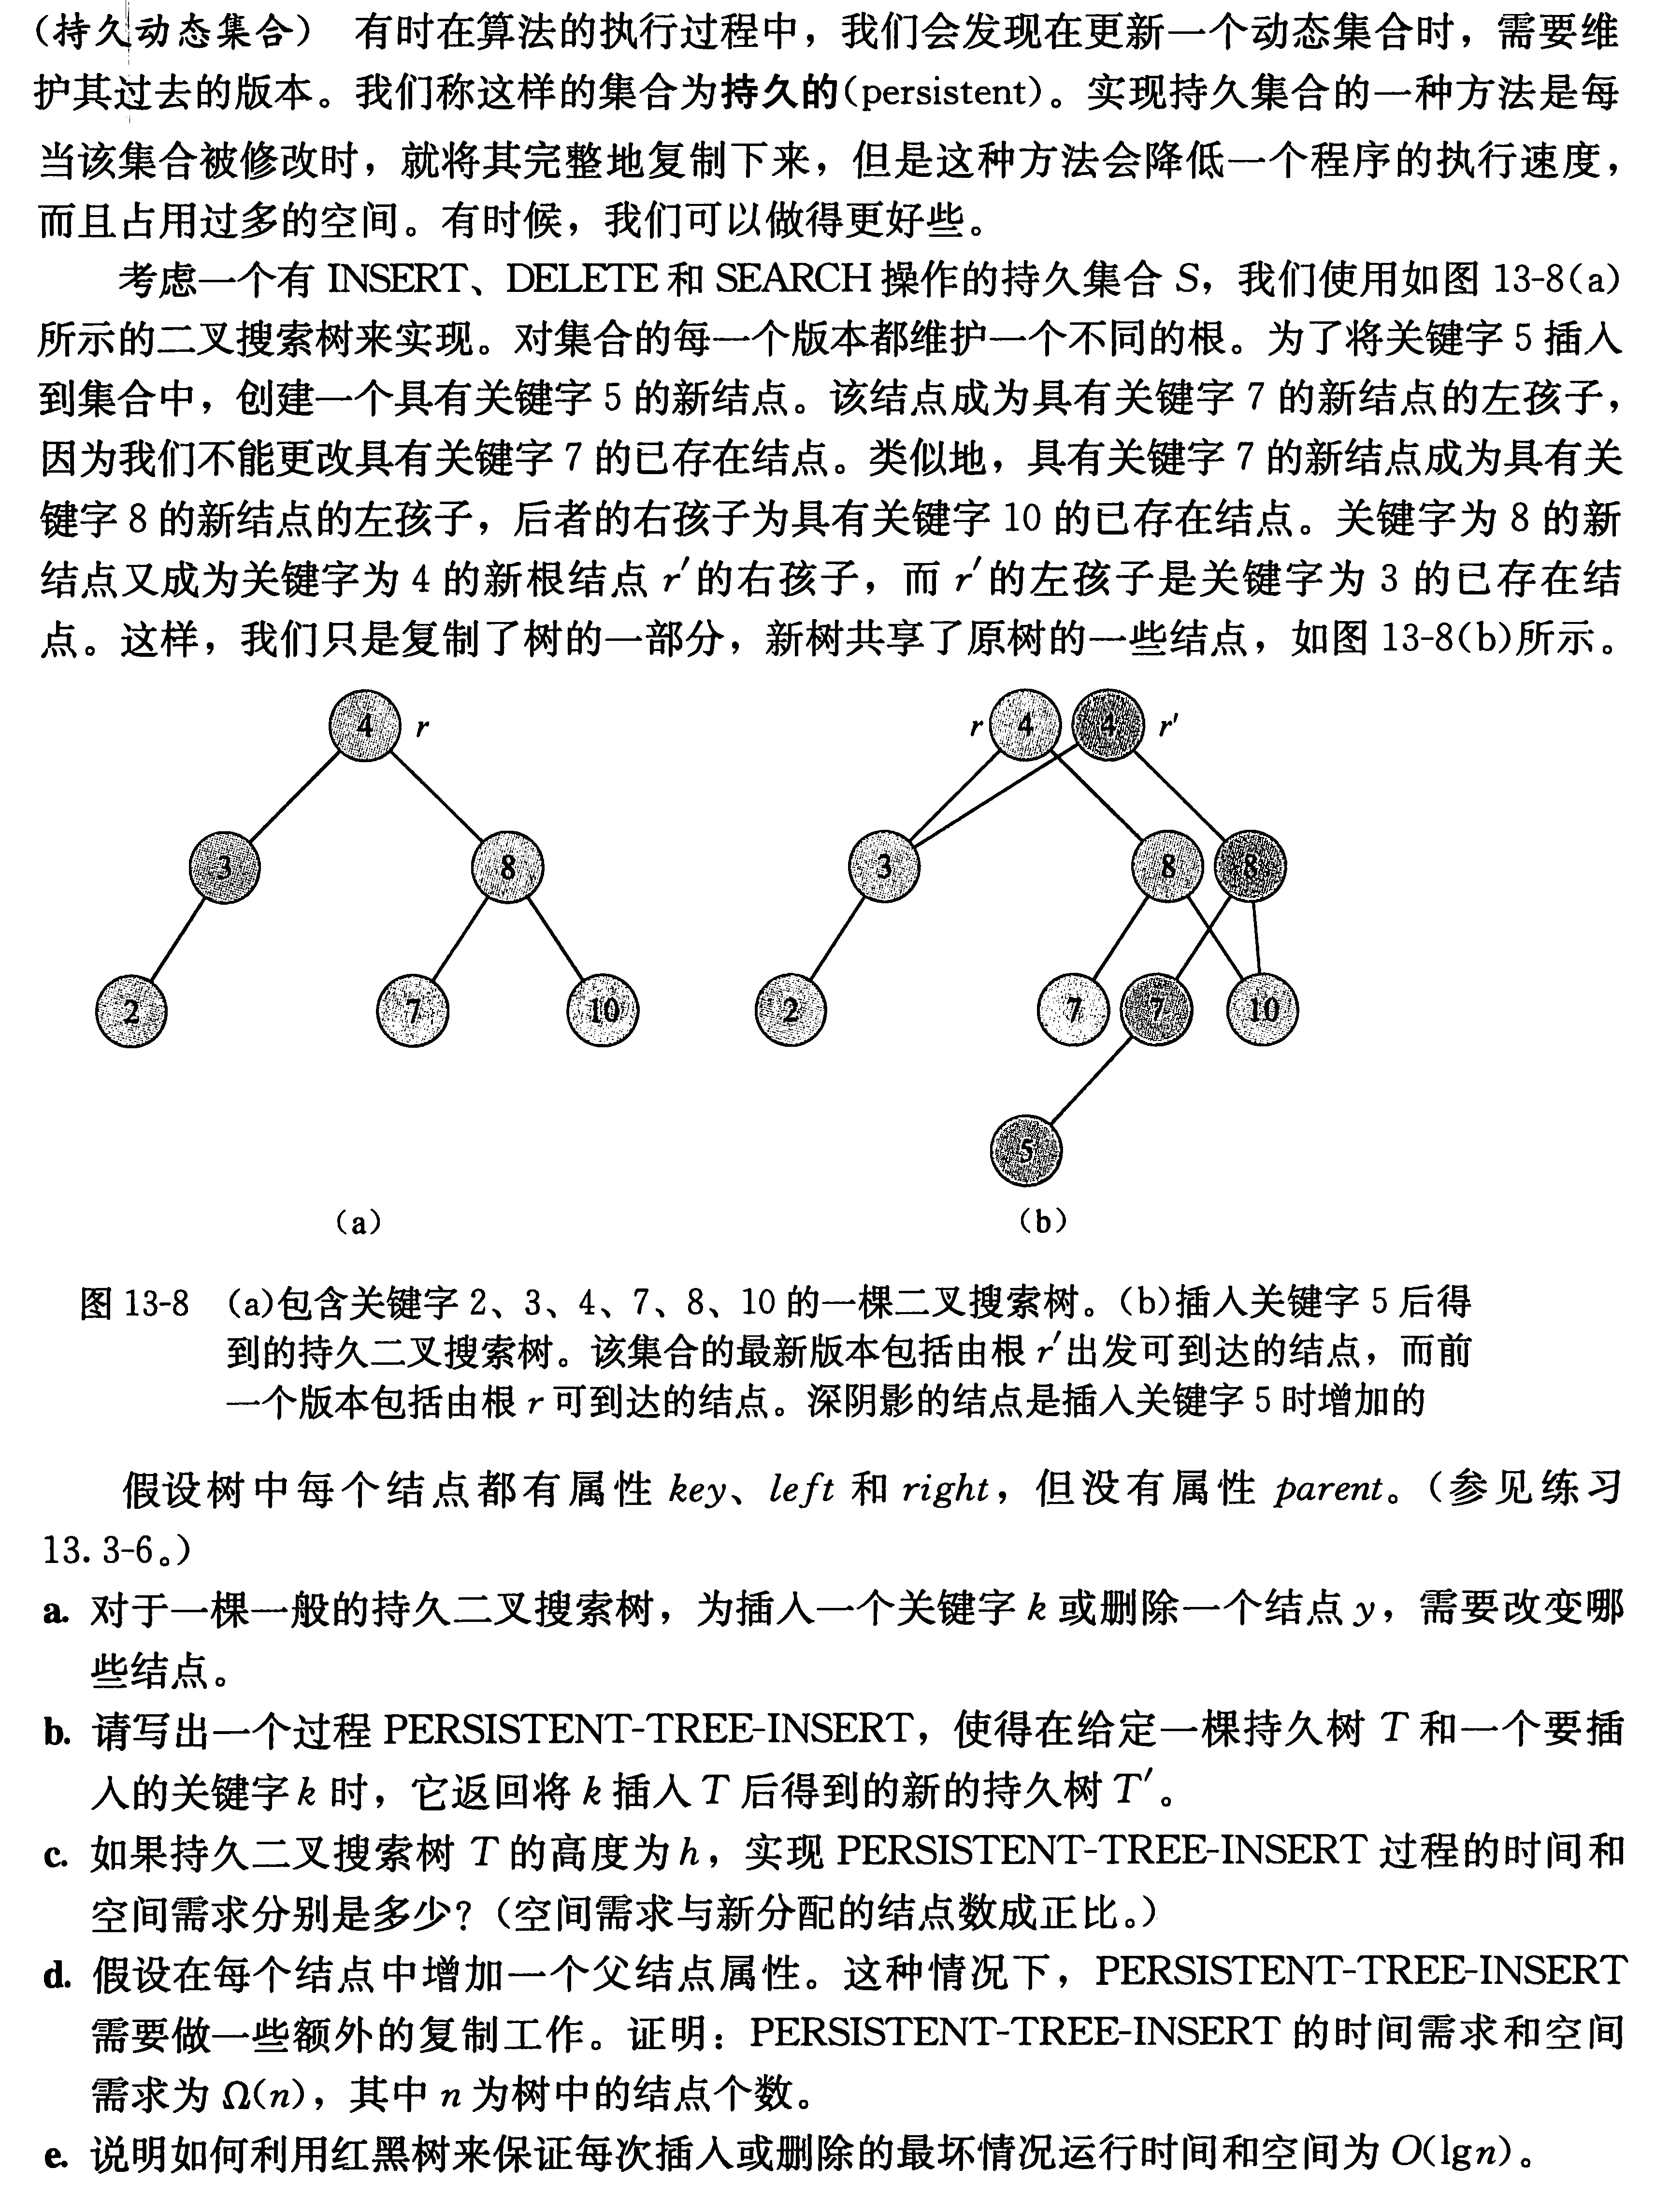 （持久动态集合） 有时在算法的执行过程中，我们会发现在更新一个动态集合时，需要维
护其过去的版本。我们称这样的集合为持久的(persistent)。实现持久集合的一种方法是每
当该集合被修改时，就将其完整地复制下来，但是这种方法会降低一个程序的执行速度，
而且占用过多的空间。有时候，我们可以做得更好些。
考虑一个有 INSERT、DELETE 和 SEARCH 操作的持久集合 S，我们使用如图 13-8(a)
所示的二叉搜索树来实现。对集合的每一个版本都维护一个不同的根。为了将关键字 5 插入
到集合中，创建一个具有关键字 5 的新结点。该结点成为具有关键字 7 的新结点的左孩子，
因为我们不能更改具有关键字 7 的已存在结点。类似地，具有关键字 7 的新结点成为具有关
键字 8 的新结点的左孩子，后者的右孩子为具有关键字 10 的已存在结点。关键字为 8 的新
结点又成为关键字为 4 的新根结点 r′的右孩子，而 r′的左孩子是关键字为 3 的已存在结
点。这样，我们只是复制了树的一部分，新树共享了原树的一些结点，如图 13-8(b)所示。
4 r r 4 4 r′
3 8 3 8 8
2 7 10 2 7 7 10
5
(a) (b)
图 13-8 (a)包含关键字 2、3、4、7、8、10 的一棵二叉搜索树。(b)插入关键字 5 后得
到的持久二叉搜索树。该集合的最新版本包括由根 r′出发可到达的结点，而前
一个版本包括由根 r 可到达的结点。深阴影的结点是插入关键字 5 时增加的
假设树中每个结点都有属性 key、left 和 right，但没有属性 parent。（参见练习
13.3-6。）
a. 对于一棵一般的持久二叉搜索树，为插入一个关键字 k 或删除一个结点 y，需要改变哪
些结点。
b. 请写出一个过程 PERSISTENT-TREE-INSERT，使得在给定一棵持久树 T 和一个要插
入的关键字 k 时，它返回将 k 插入 T 后得到的新的持久树 T′。
c. 如果持久二叉搜索树 T 的高度为 h，实现 PERSISTENT-TREE-INSERT 过程的时间和
空间需求分别是多少？（空间需求与新分配的结点数成正比。）
d. 假设在每个结点中增加一个父结点属性。这种情况下，PERSISTENT-TREE-INSERT
需要做一些额外的复制工作。证明：PERSISTENT-TREE-INSERT 的时间需求和空间
需求为 Ω(n)，其中 n 为树中的结点个数。
e. 说明如何利用红黑树来保证每次插入或删除的最坏情况运行时间和空间为 O(lgn)。